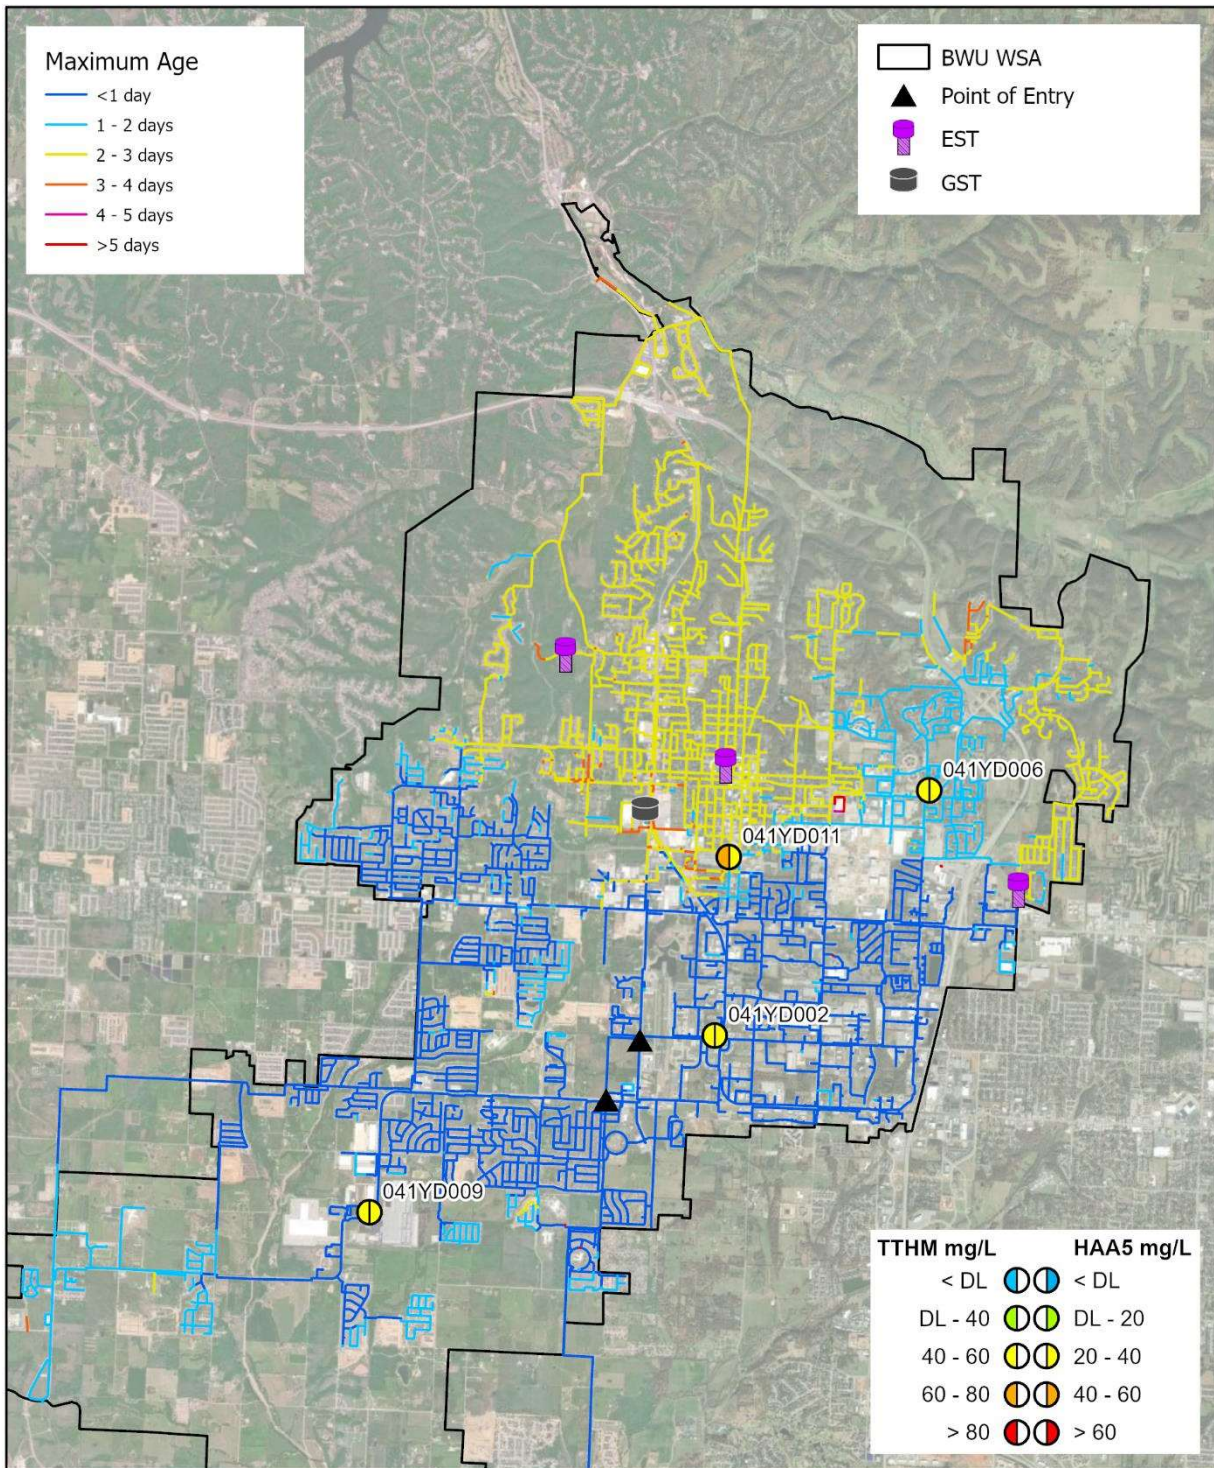 Maximum Age
<1 day
1 - 2 days
2 - 3 days
3 - 4 days
4 - 5 days
>5 days
BWU WSA
Point of Entry
EST
GST
041YD006
041YD011
041YD002
041YD009
TTHM mg/L HAA5 mg/L
< DL < DL
DL - 40 DL - 20
40 - 60 20 - 40
60 - 80 40 - 60
> 80 > 60